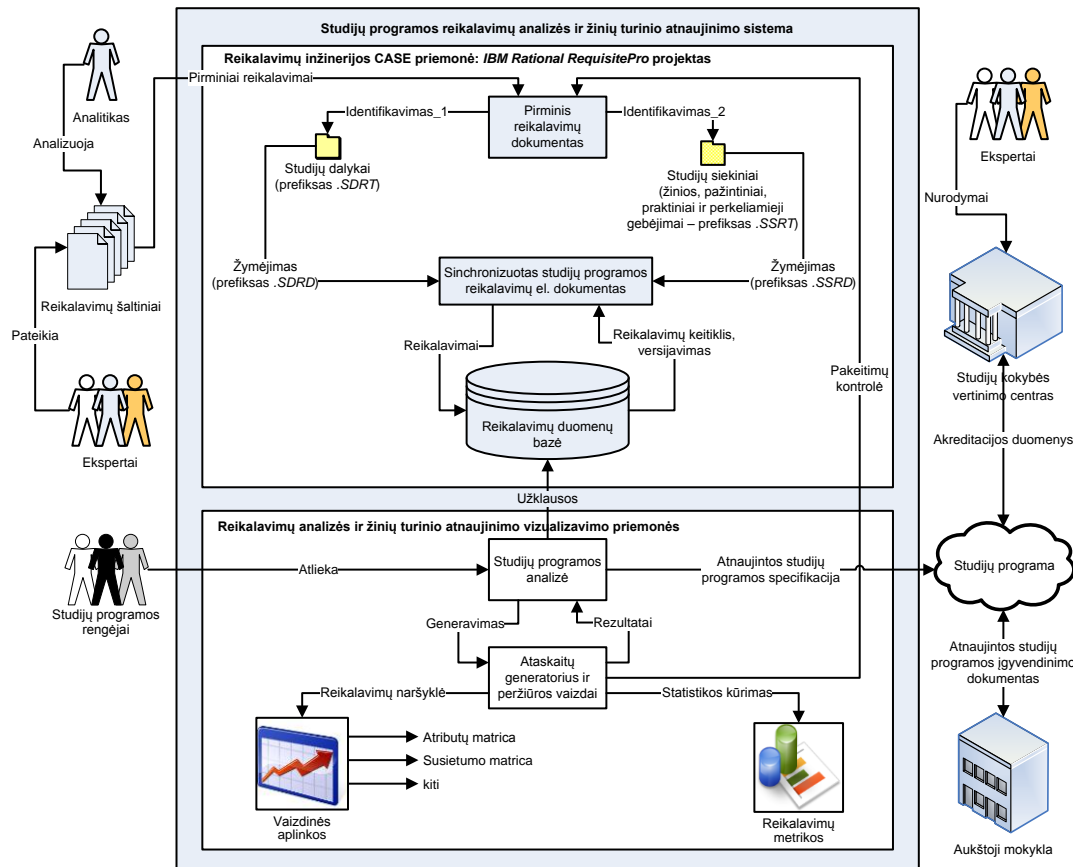 Studijų programos reikalavimų analizės ir žinių turinio atnaujinimo sistema
Reikalavimų inžinerijos CASE priemonė: IBM Rational RequisitePro projektas
Pirminiai reikalavimai
Analitikas
Analizuoja
Reikalavimų šaltiniai
Pateikia
Ekspertai
Identifikavimas_1
Pirminis
reikalavimų
dokumentas
Identifikavimas_2
Studijų dalykai
(prefiksas .SDRT)
Studijų siekiniai
(žinios, pažintiniai,
praktiniai ir perkeliamieji
gebėjimai – prefiksas .SSRT)
Žymėjimas
(prefiksas .SDRD)
Sinchronizuotas studijų programos
reikalavimų el. dokumentas
Žymėjimas
(prefiksas .SSRD)
Reikalavimai
Reikalavimų keitiklis,
versijavimas
Reikalavimų duomenų
bazė
Pakeitimų
kontrolė
Ekspertai
Nurodymai
Studijų kokybės
vertinimo centras
Akreditacijos duomenys
Užklausos
Reikalavimų analizės ir žinių turinio atnaujinimo vizualizavimo priemonės
Studijų programos
rengėjai
Atlieka
Studijų programos
analizė
Atnaujintos studijų
programos specifikacija
Studijų programa
Generavimas
Rezultatai
Ataskaitų
generatorius ir
peržiūros vaizdai
Reikalavimų naršyklė
Statistikos kūrimas
Atributų matrica
Susietumo matrica
kiti
Vaizdinės
aplinkos
Reikalavimų
metrikos
Atnaujintos studijų
programos įgyvendinimo
dokumentas
Aukštoji mokykla